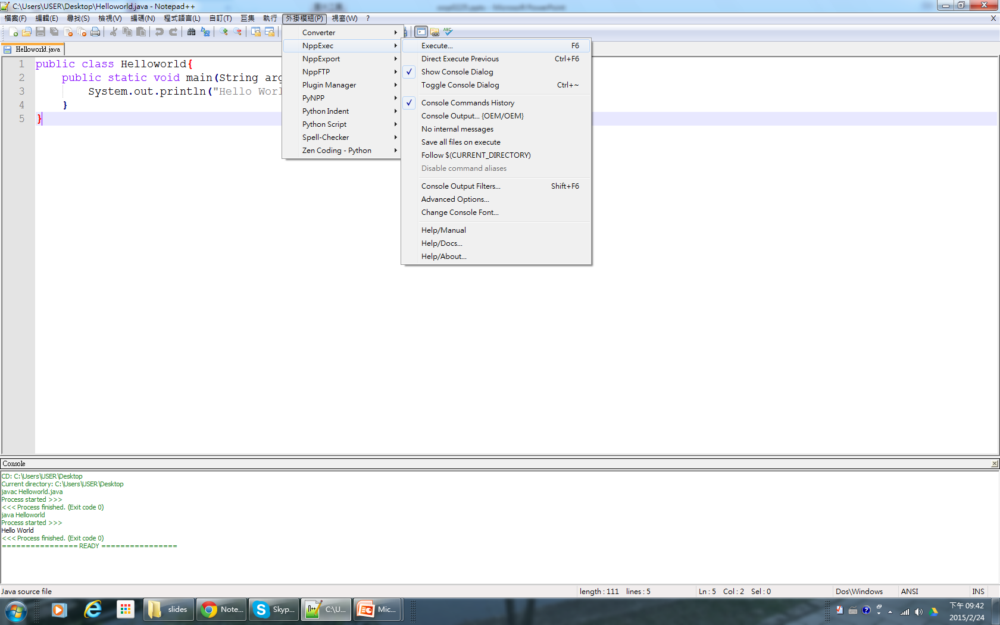 C:\Users\USER\Desktop\Helloworld.java - Notepad++
檔案(F) 編輯(E) 尋找(S) 檢視(V) 編碼(N) 程式語言(L) 自訂(T) 巨集 執行 外掛模組(P) 視窗(W) ? X
Helloworld.java
1 public class Helloworld{
2 public static void main(String arg
3 System.out.println("Hello Worl
4 }
5 }
Converter
NppExec
NppExport
NppFTP
Plugin Manager
PyNPP
Python Indent
Python Script
Spell-Checker
Zen Coding - Python
Execute... F6
Direct Execute Previous Ctrl+F6
Show Console Dialog
Toggle Console Dialog Ctrl+~
Console Commands History
Console Output... {OEM/OEM}
No internal messages
Save all files on execute
Follow $(CURRENT_DIRECTORY)
Disable command aliases
Console Output Filters... Shift+F6
Advanced Options...
Change Console Font...
Help/Manual
Help/Docs...
Help/About...
Console
CD: C:\Users\USER\Desktop
Current directory: C:\Users\USER\Desktop
javac Helloworld.java
Process started >>>
<<< Process finished. (Exit code 0)
java Helloworld
Process started >>>
Hello World
<<< Process finished. (Exit code 0)
================ READY ================
Java source file length : 111 lines : 5 Ln : 5 Col : 2 Sel : 0 Dos\Windows ANSI INS
slides Note... Skyp... C:\U... Mic...
下午 09:42
2015/2/24